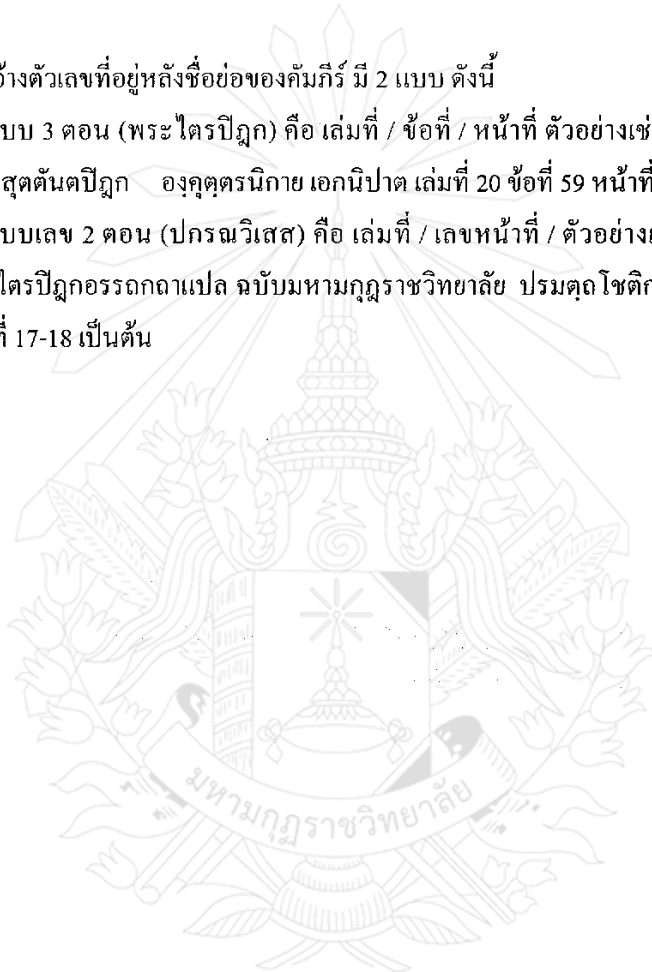 อ้างตัวเลขที่อยู่หลังชื่อย่อของคัมภีร์ มี 2 แบบ ดังนี้
แบบ 3 ตอน (พระไตรปิฎก) คือ เล่มที่ / ข้อที่ / หน้าที่ ตัวอย่างเช่
สุตตันตปิฎก องฺคุตฺตรนิกาย เอกนิปาต เล่มที่ 20 ข้อที่ 59 หน้าที่
แบบเลข 2 ตอน (ปกรณวิเสส) คือ เล่มที่ / เลขหน้าที่ / ตัวอย่าง
ไตรปิฎกอรรถกถาแปล ฉบับมหามกุฎราชวิทยาลัย ปรมตฺถโชติก
ที่ 17-18 เป็นต้น
มหามกุฏราชวิทยาลัย